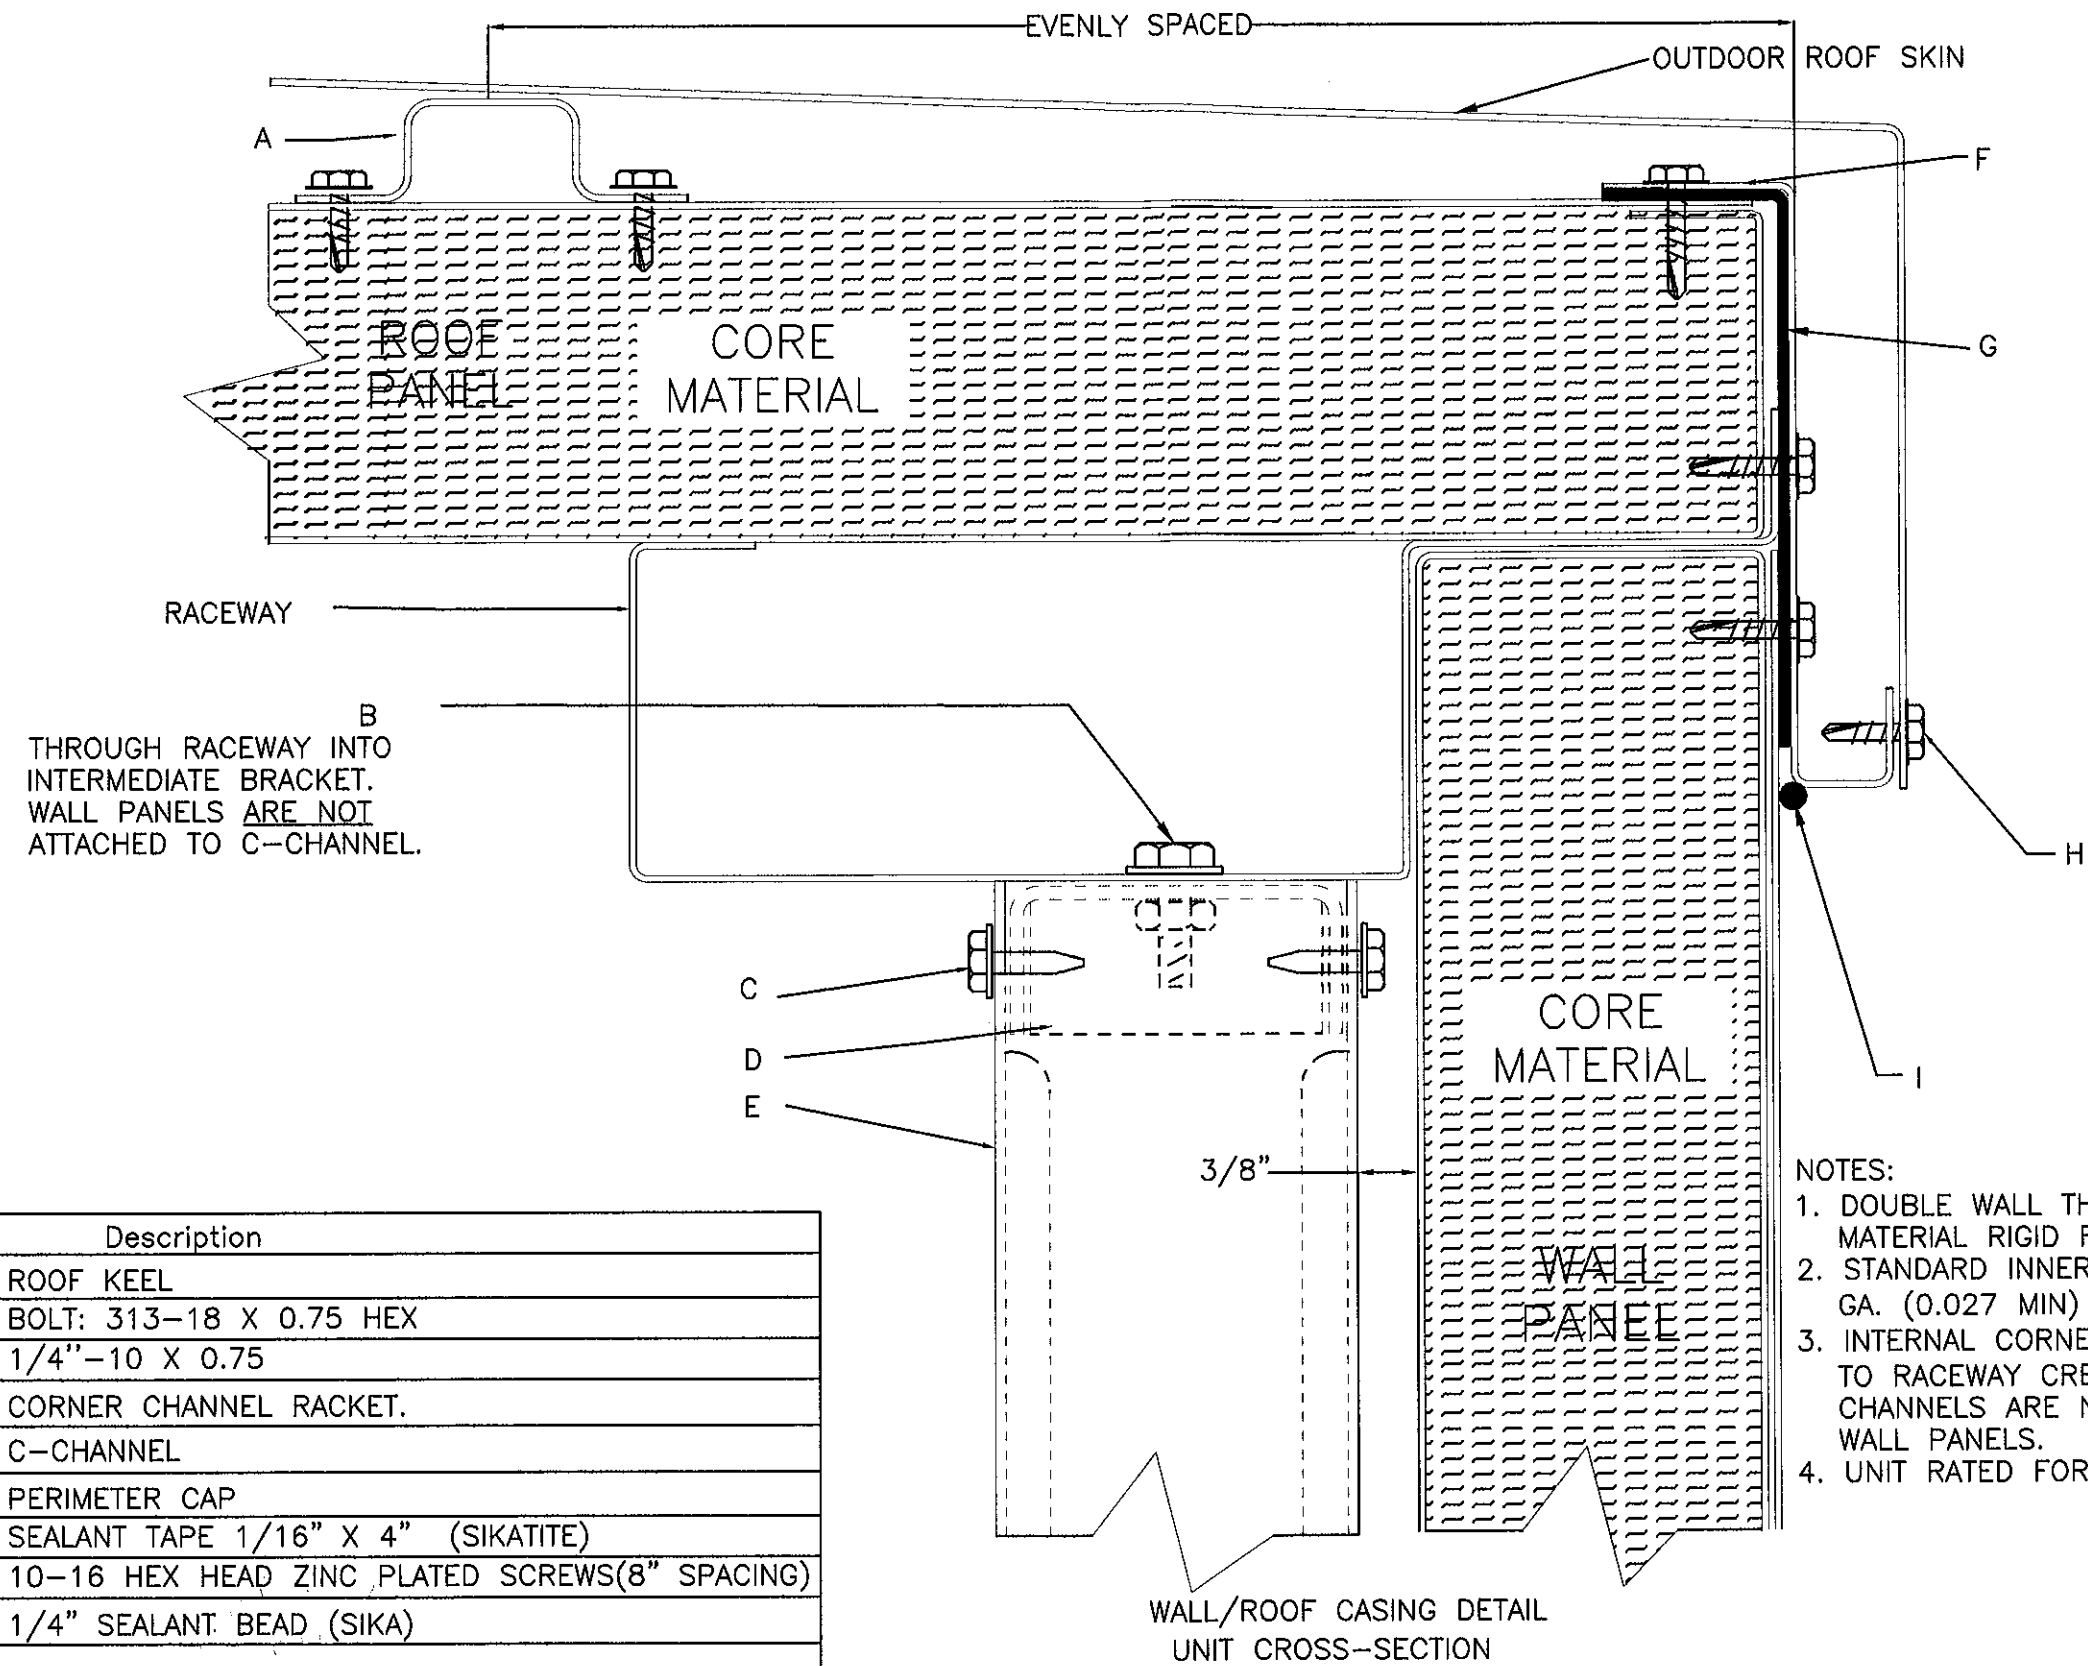 EVENLY SPACED
OUTDOOR ROOF SKIN
A
F
ROOF
PANEL
CORE
MATERIAL
G
RACEWAY
B
THROUGH RACEWAY INTO
INTERMEDIATE BRACKET.
WALL PANELS ARE NOT
ATTACHED TO C-CHANNEL.
H
C
D
E
CORE
MATERIAL
I
3/8"
WALL
PANEL
NOTES:
1. DOUBLE WALL TH
MATERIAL RIGID F
2. STANDARD INNER
GA. (0.027 MIN)
3. INTERNAL CORNE
TO RACEWAY CRE
CHANNELS ARE N
WALL PANELS.
4. UNIT RATED FOR
Description
ROOF KEEL
BOLT: 313-18 X 0.75 HEX
1/4''-10 X 0.75
CORNER CHANNEL RACKET.
C-CHANNEL
PERIMETER CAP
SEALANT TAPE 1/16" X 4" (SIKATITE)
10-16 HEX HEAD ZINC PLATED SCREWS(8" SPACING)
1/4" SEALANT BEAD (SIKA)
WALL/ROOF CASING DETAIL
UNIT CROSS-SECTION